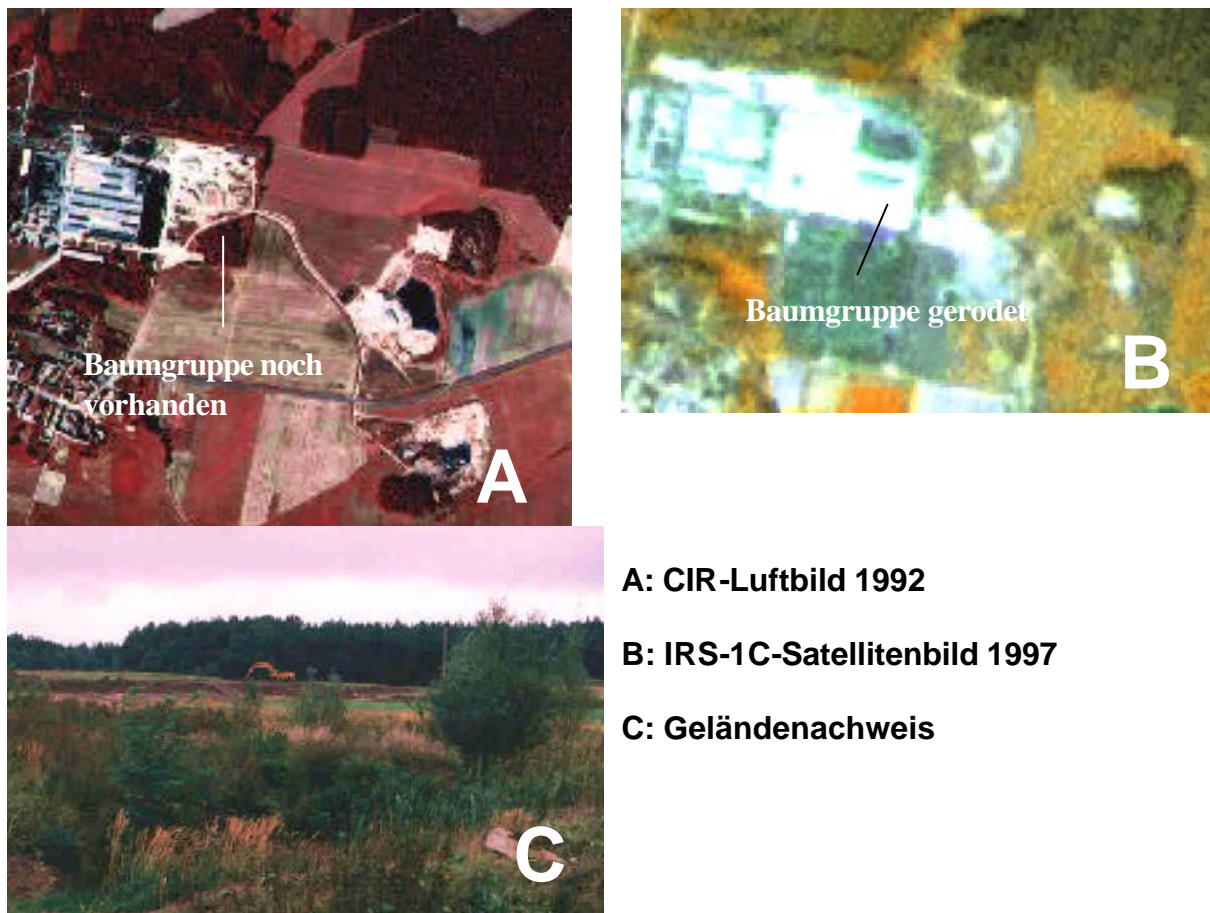 Baumgruppe noch
vorhanden
A
Baumgruppe gerodet
B
C
A: CIR-Luftbild 1992
B: IRS-1C-Satellitenbild 1997
C: Geländenachweis